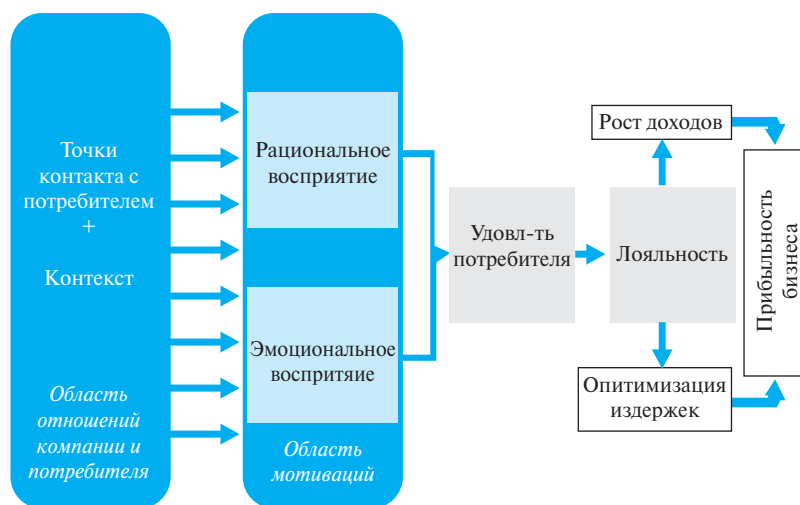 Точки
контакта с
потребителем
+
Контекст
Область
отношений
компании и
потребителя
Рациональное
восприятие
Эмоциональное
воспритяие
Область
мотиваций
Удовл-ть
потребителя
Лояльность
Рост доходов
Опитимизация
издержек
Прибыльность
бизнеса